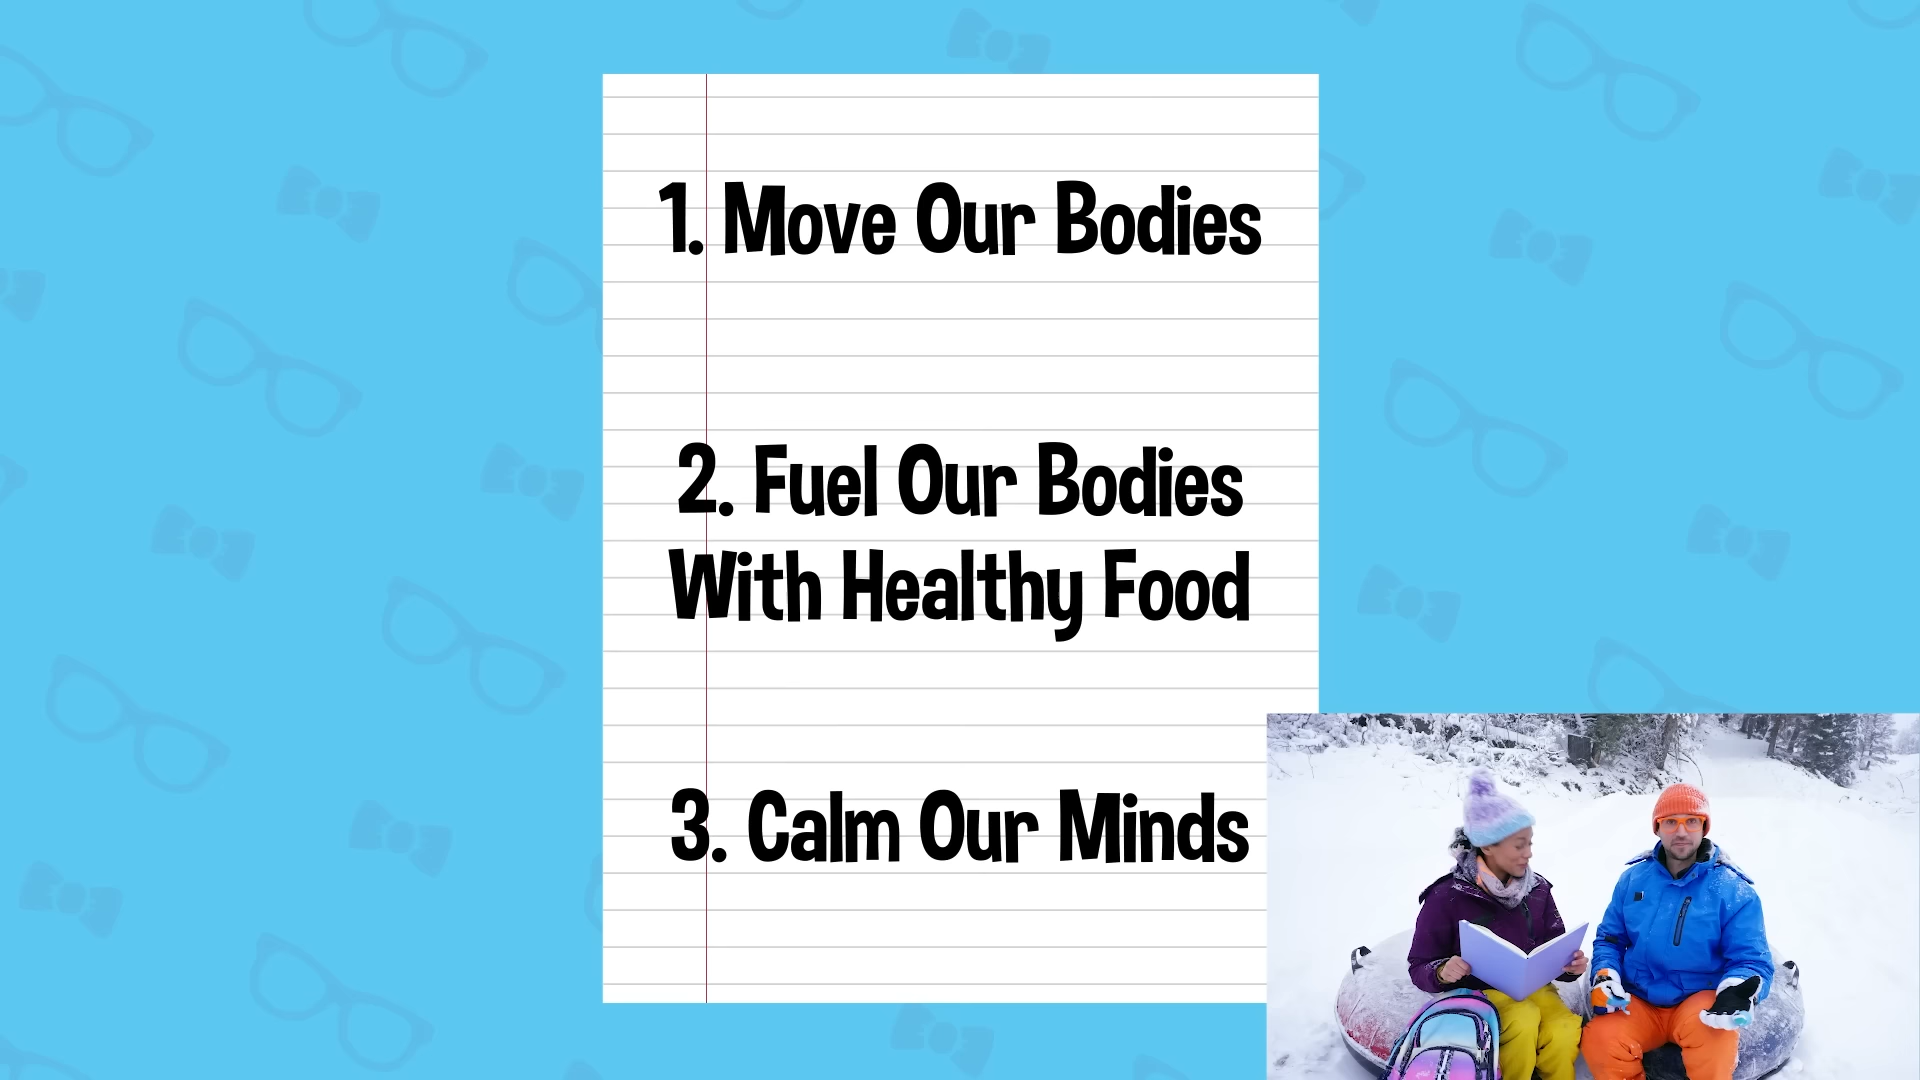 1. Move Our Bodies
2. Fuel Our Bodies
With Healthy Food
3. Calm Our Minds